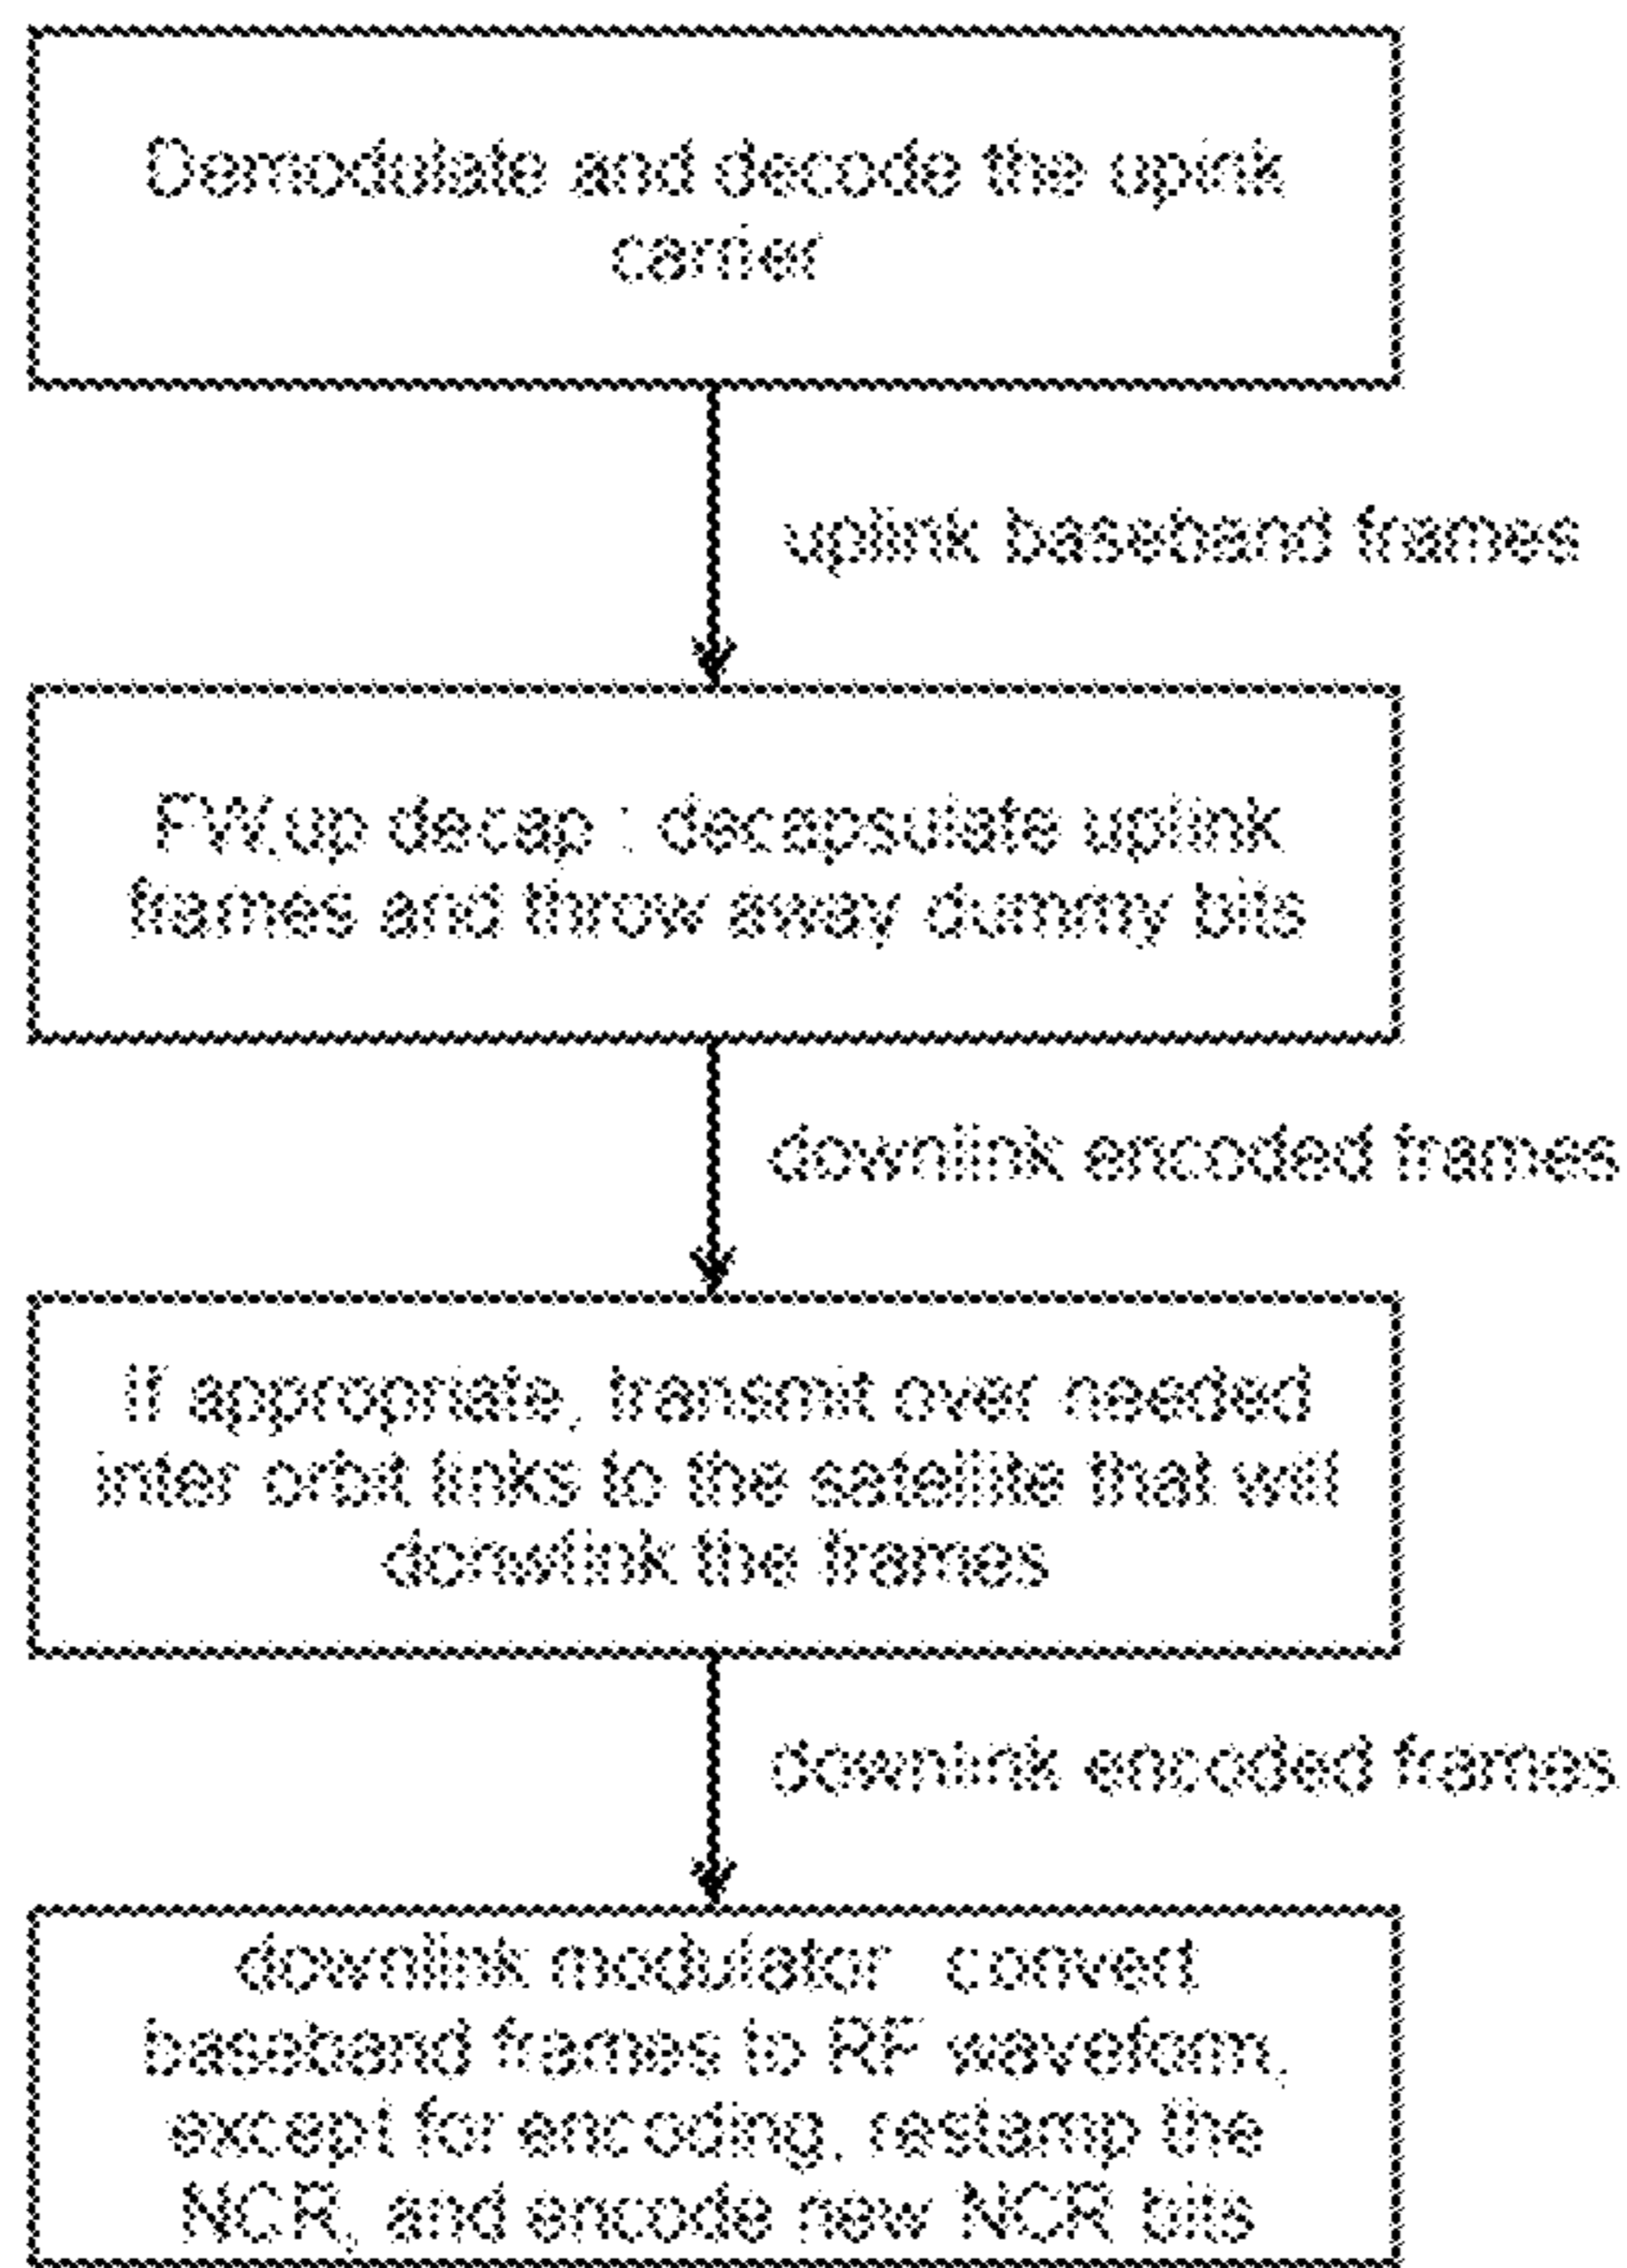 Demodulate and decode the upink
carrier
uplink baseband frames
FW.up decap : decapsulate uplink
frames and throw away dummy bits
downlink encoded frames
If appropriate, transmit over needed
inter orbit links to the satellite that will
donwlink the frames
downlink encoded frames
downlink modulator convert
baseband frames to RF waveform,
except for encoding, restamp the
NCR, and encode new NCR bits